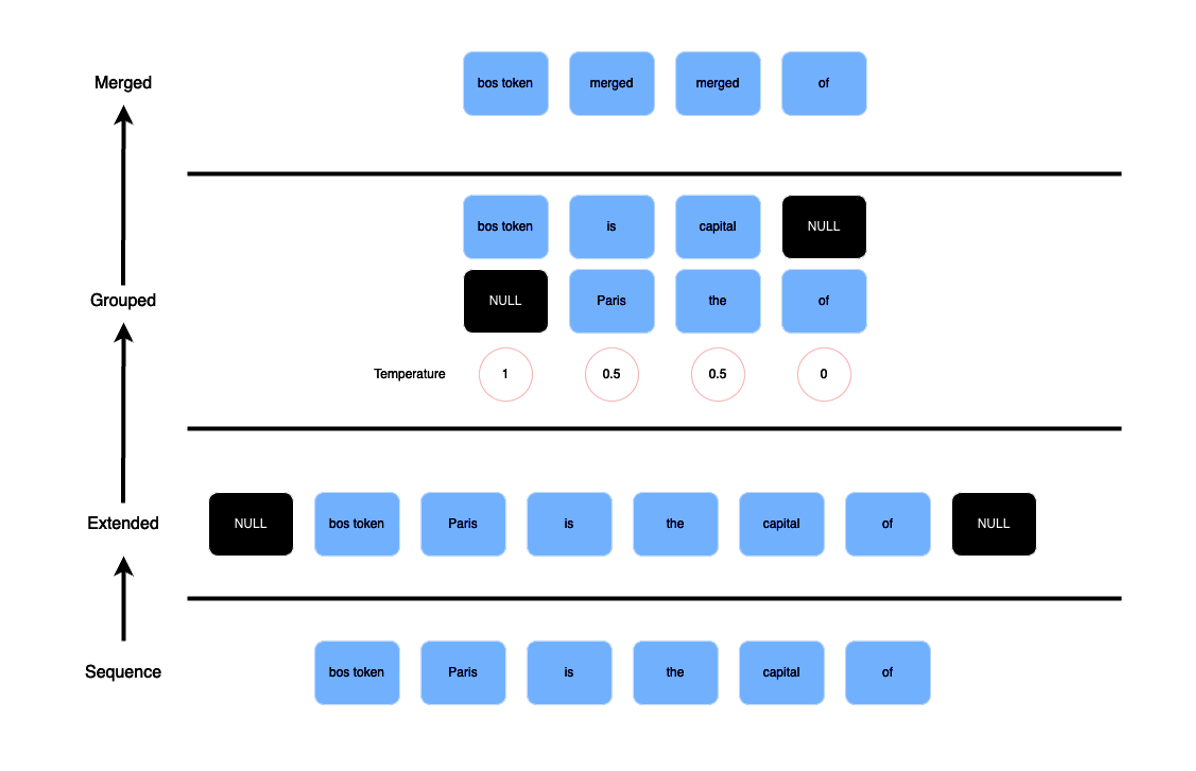 Merged
bos token merged merged of
bos token is capital NULL
Grouped
NULL Paris the of
Temperature 1 0.5 0.5 0
Extended
NULL bos token Paris is the capital of NULL
Sequence
bos token Paris is the capital of